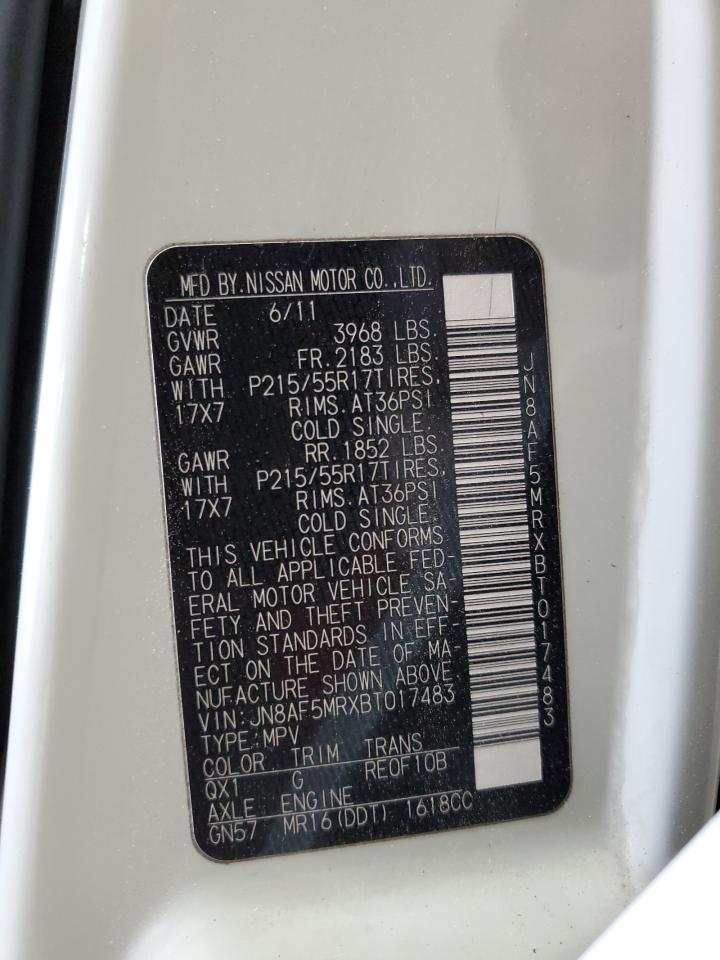 MFD BY.NISSAN MOTOR CO.,LTD.
DATE 6/11
GVWR 3968 LBS
GAWR FR.2183 LBS.
WITH P215/55R17TIRES,
17X7 RIMS.AT36PSI
COLD SINGLE.
GAWR RR.1852 LBS
WITH P215/55R17TIRES,
17X7 RIMS.AT36PSI
COLD SINGLE.
THIS VEHICLE CONFORMS
TO ALL APPLICABLE FED-
ERAL MOTOR VEHICLE SA-
FETY AND THEFT PREVEN-
TION STANDARDS IN EFF-
ECT ON THE DATE OF MA-
NUFACTURE SHOWN ABOVE
VIN:JN8AF5MRXBT017483
TYPE:MPV
COLOR TRIM TRANS
QX1 G RE0F10B
AXLE ENGINE
GN57 MR16(DDT) 1618CC
JN8AF5MRXBT017483